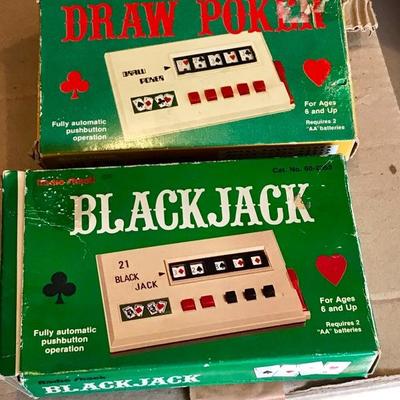 DRAW POKER
DRAW
POKER
Fully automatic
pushbutton
operation
For Ages
6 and Up
Requires 2
"AA" batteries
Radio Shack
Cat. No.
BLACKJACK
21
BLACK
JACK
Fully automatic
pushbutton
operation
For Ages
6 and Up
Requires 2
"AA" batteries
Radio Shack
BLACKJACK